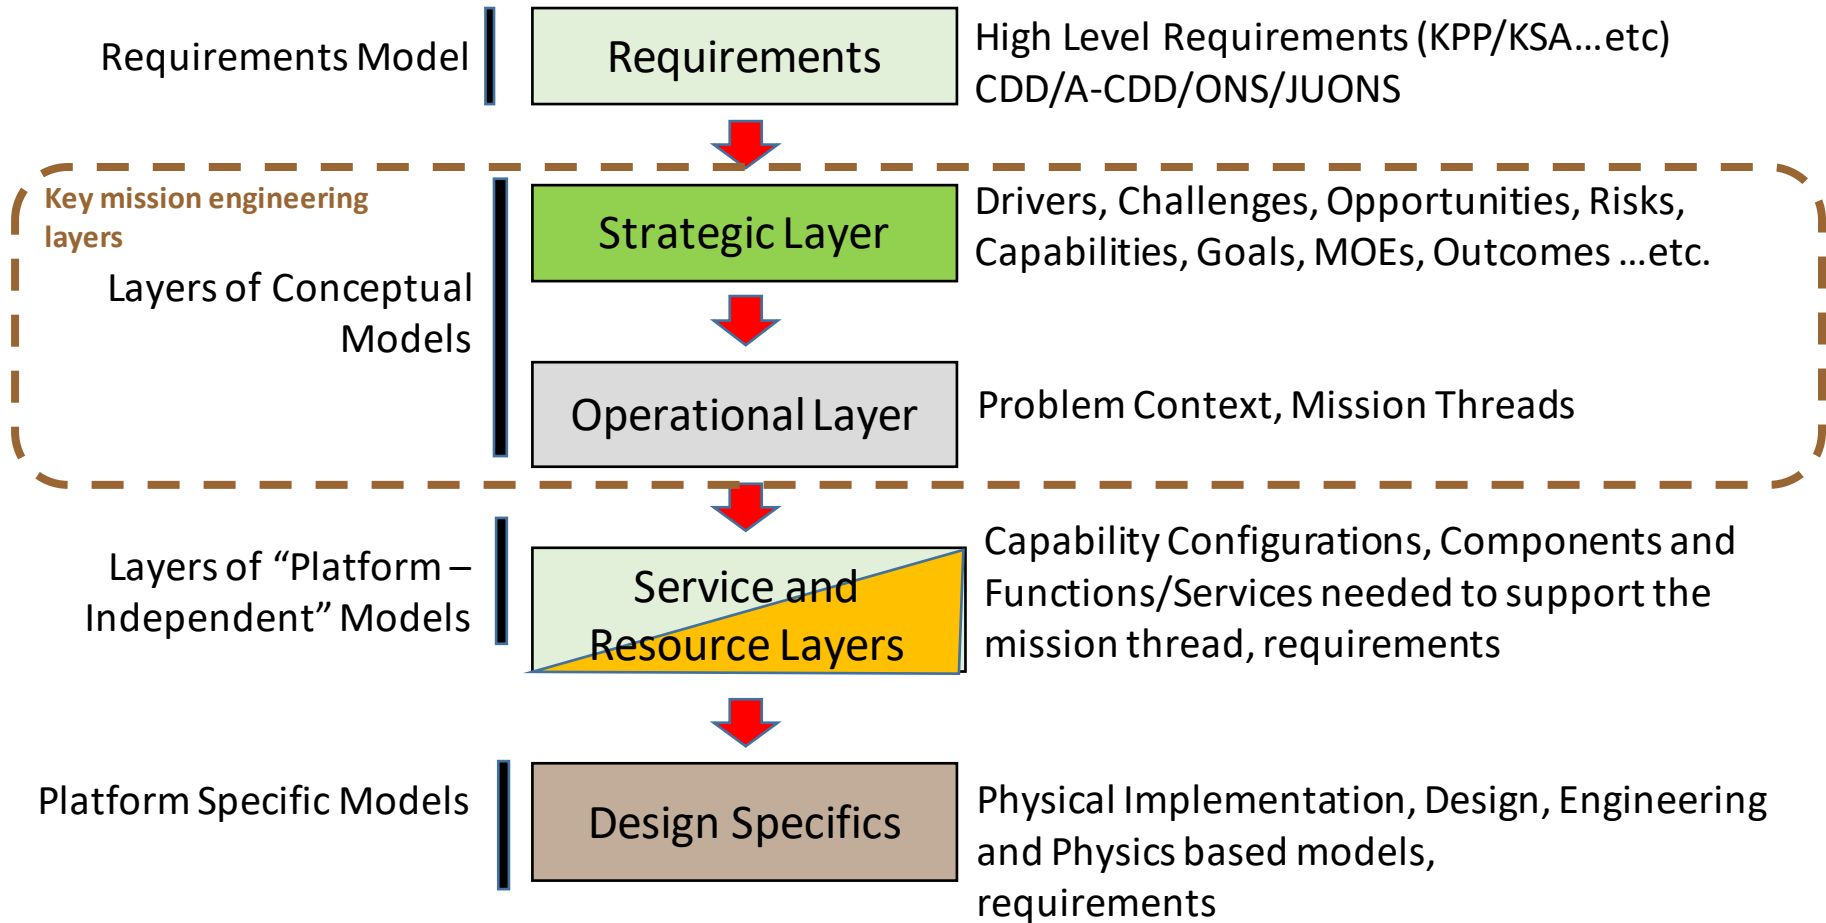 Requirements Model
Requirements
High Level Requirements (KPP/KSA...etc)
CDD/A-CDD/ONS/JUONS
Key mission engineering
layers
Layers of Conceptual
Models
Strategic Layer
Drivers, Challenges, Opportunities, Risks,
Capabilities, Goals, MOEs, Outcomes ...etc.
Operational Layer
Problem Context, Mission Threads
Layers of “Platform –
Independent” Models
Service and
Resource Layers
Capability Configurations, Components and
Functions/Services needed to support the
mission thread, requirements
Platform Specific Models
Design Specifics
Physical Implementation, Design, Engineering
and Physics based models,
requirements